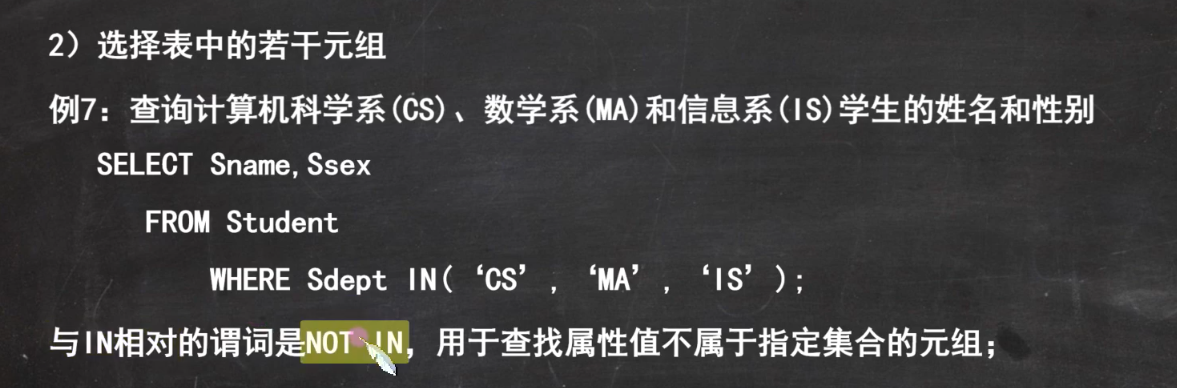 2）选择表中的若干元组
例7：查询计算机科学系(CS)、数学系(MA)和信息系(IS)学生的姓名和性别
SELECT Sname,Ssex
FROM Student
WHERE Sdept IN(‘CS’, ‘MA’, ‘IS’);
与IN相对的谓词是NOT IN，用于查找属性值不属于指定集合的元组；